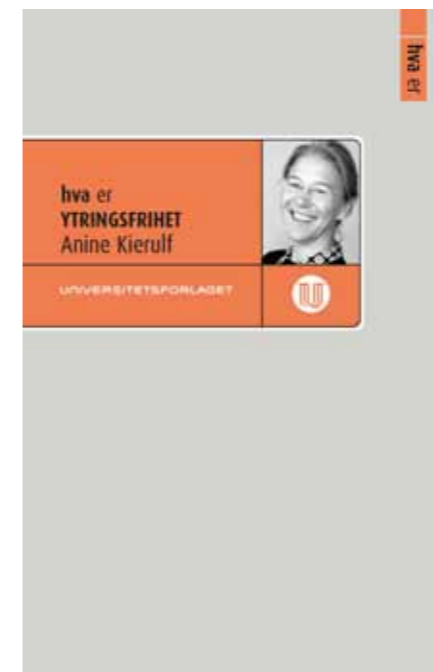 hva er
hva er
YTRINGSFRIHET
Anine Kierulf
UNIVERSITETSFORLAGET
U